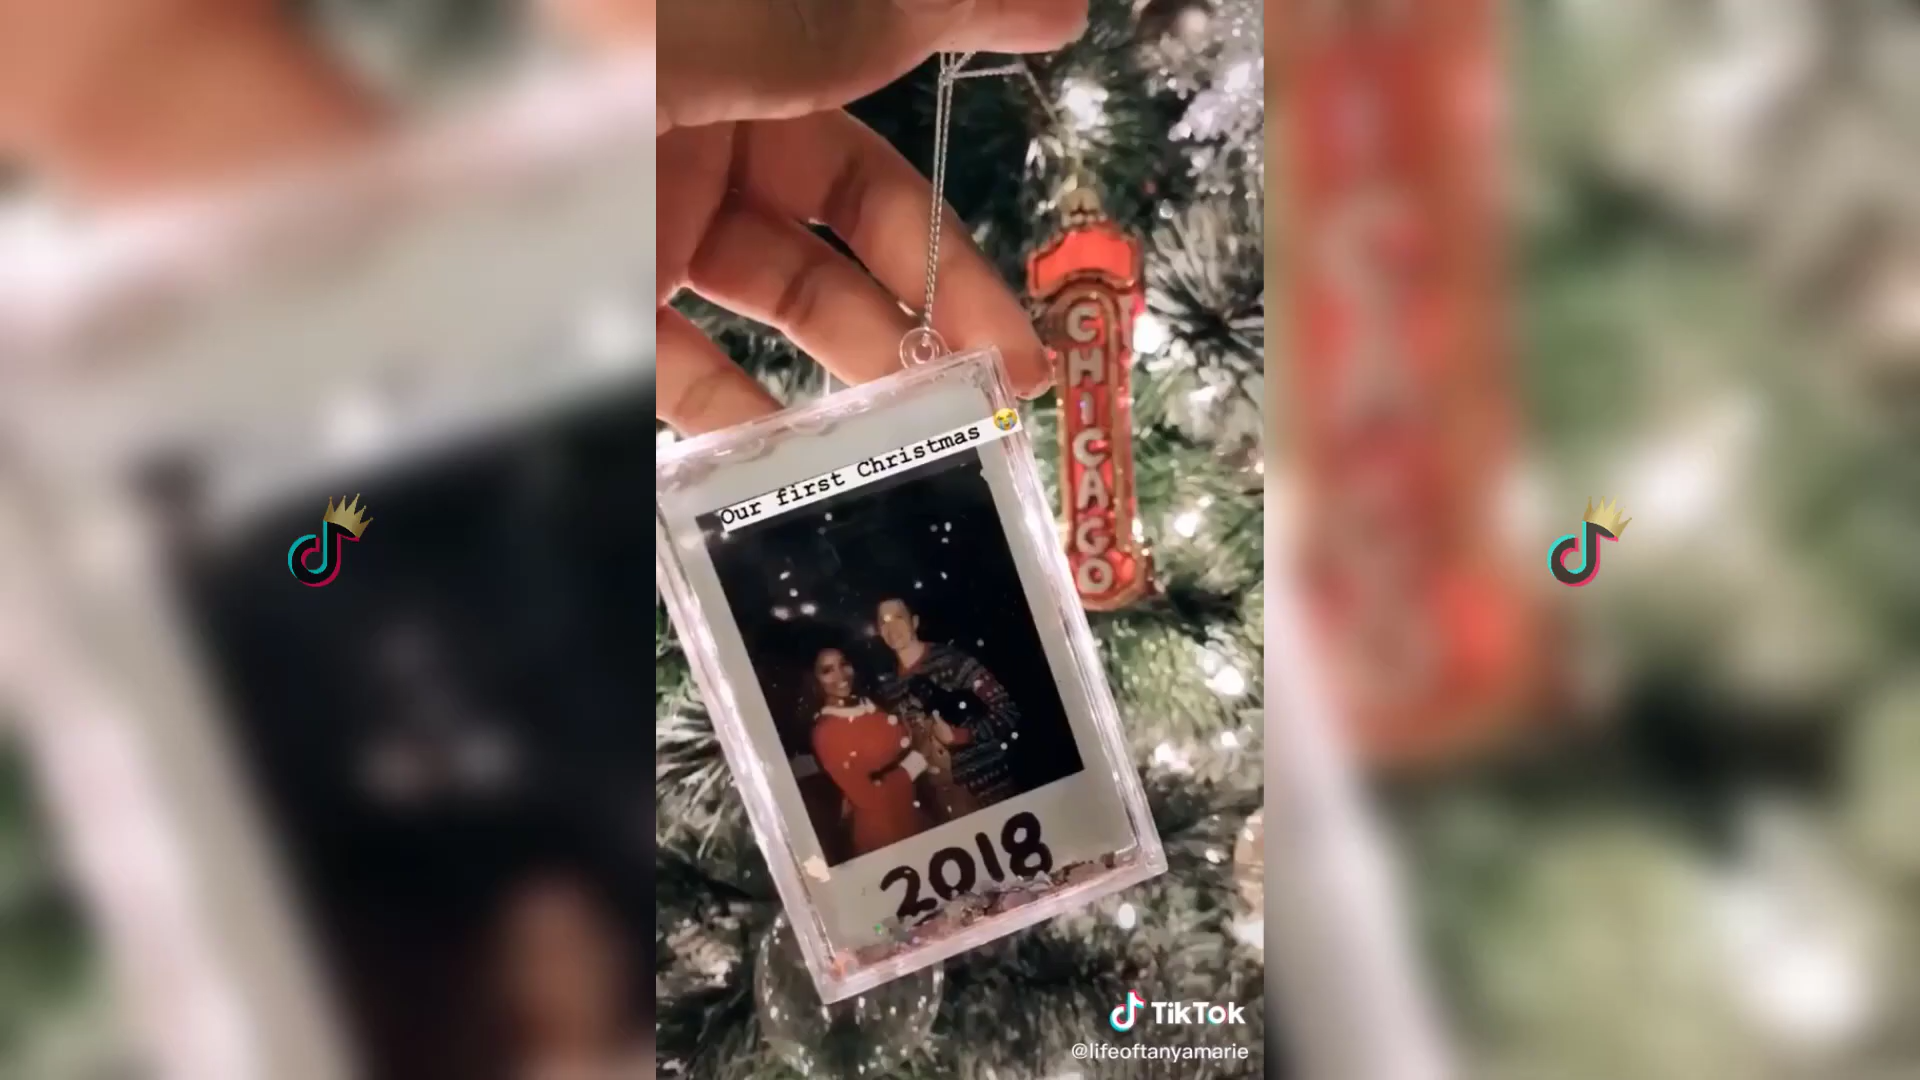 CHICAGO
Our first Christmas 😭
2018
TikTok
@lifeoftanyamarie